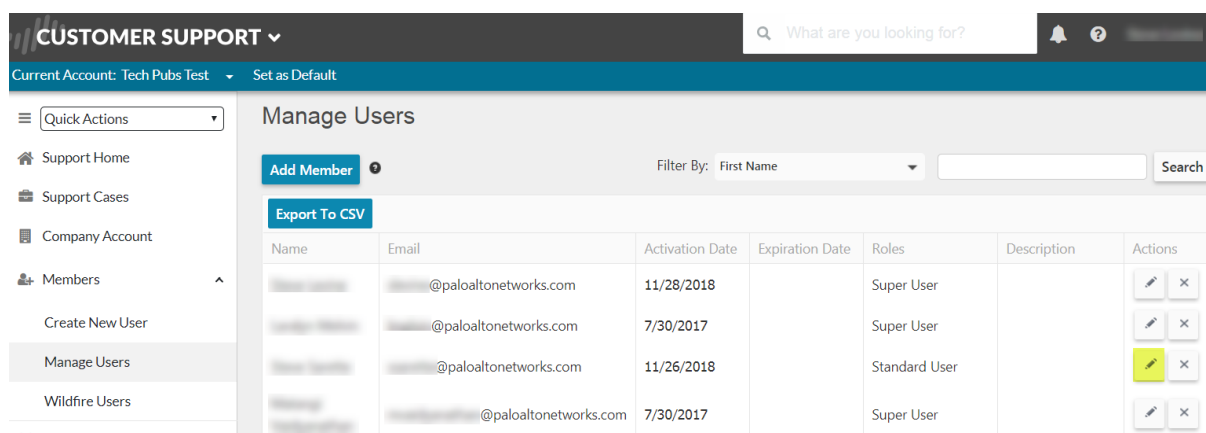 CUSTOMER SUPPORT
What are you looking for?
Current Account: Tech Pubs Test
Set as Default
Quick Actions
Support Home
Support Cases
Company Account
Members
Create New User
Manage Users
Wildfire Users
Manage Users
Add Member
Filter By: First Name
Search
Export To CSV
Name Email Activation Date Expiration Date Roles Description Actions
@paloaltonetworks.com 11/28/2018 Super User
@paloaltonetworks.com 7/30/2017 Super User
@paloaltonetworks.com 11/26/2018 Standard User
@paloaltonetworks.com 7/30/2017 Super User